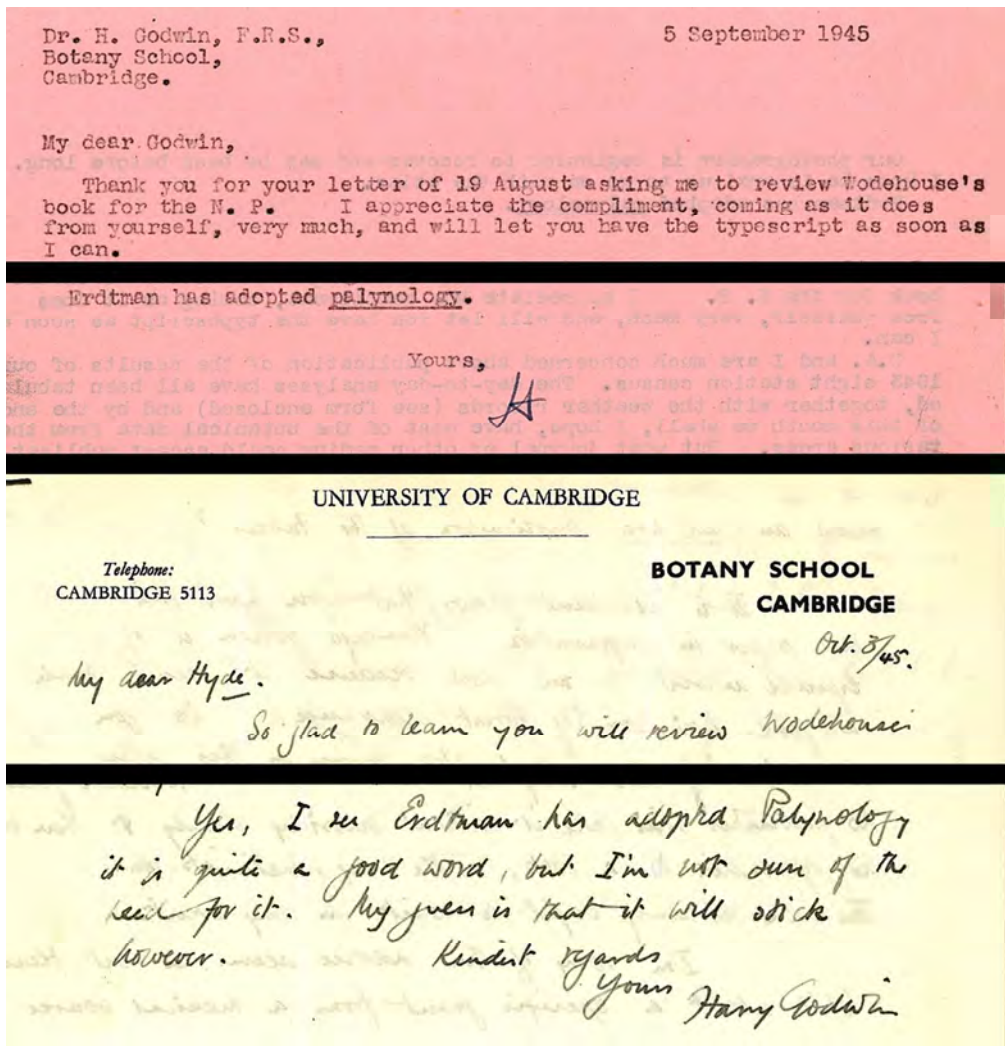 Dr. H. Godwin, F.R.S.,
5 September 1945
Botany School,
Cambridge.
My dear Godwin,
Thank you for your letter of 19 August asking me to review Wodehouse's
book for the N. P. I appreciate the compliment, coming as it does
from yourself, very much, and will let you have the typescript as soon as
I can.
Erdtman has adopted palynology.
Yours,
H
UNIVERSITY OF CAMBRIDGE
Telephone:
CAMBRIDGE 5113
BOTANY SCHOOL
CAMBRIDGE
Oct. 3/45.
My dear Hyde.
So glad to learn you will review Wodehouse's
Yes, I see Erdtman has adopted Palynology
it is quite a good word, but I'm not sure of the
need for it. My guess is that it will stick
however. Kindest regards
Yours
Harry Godwin